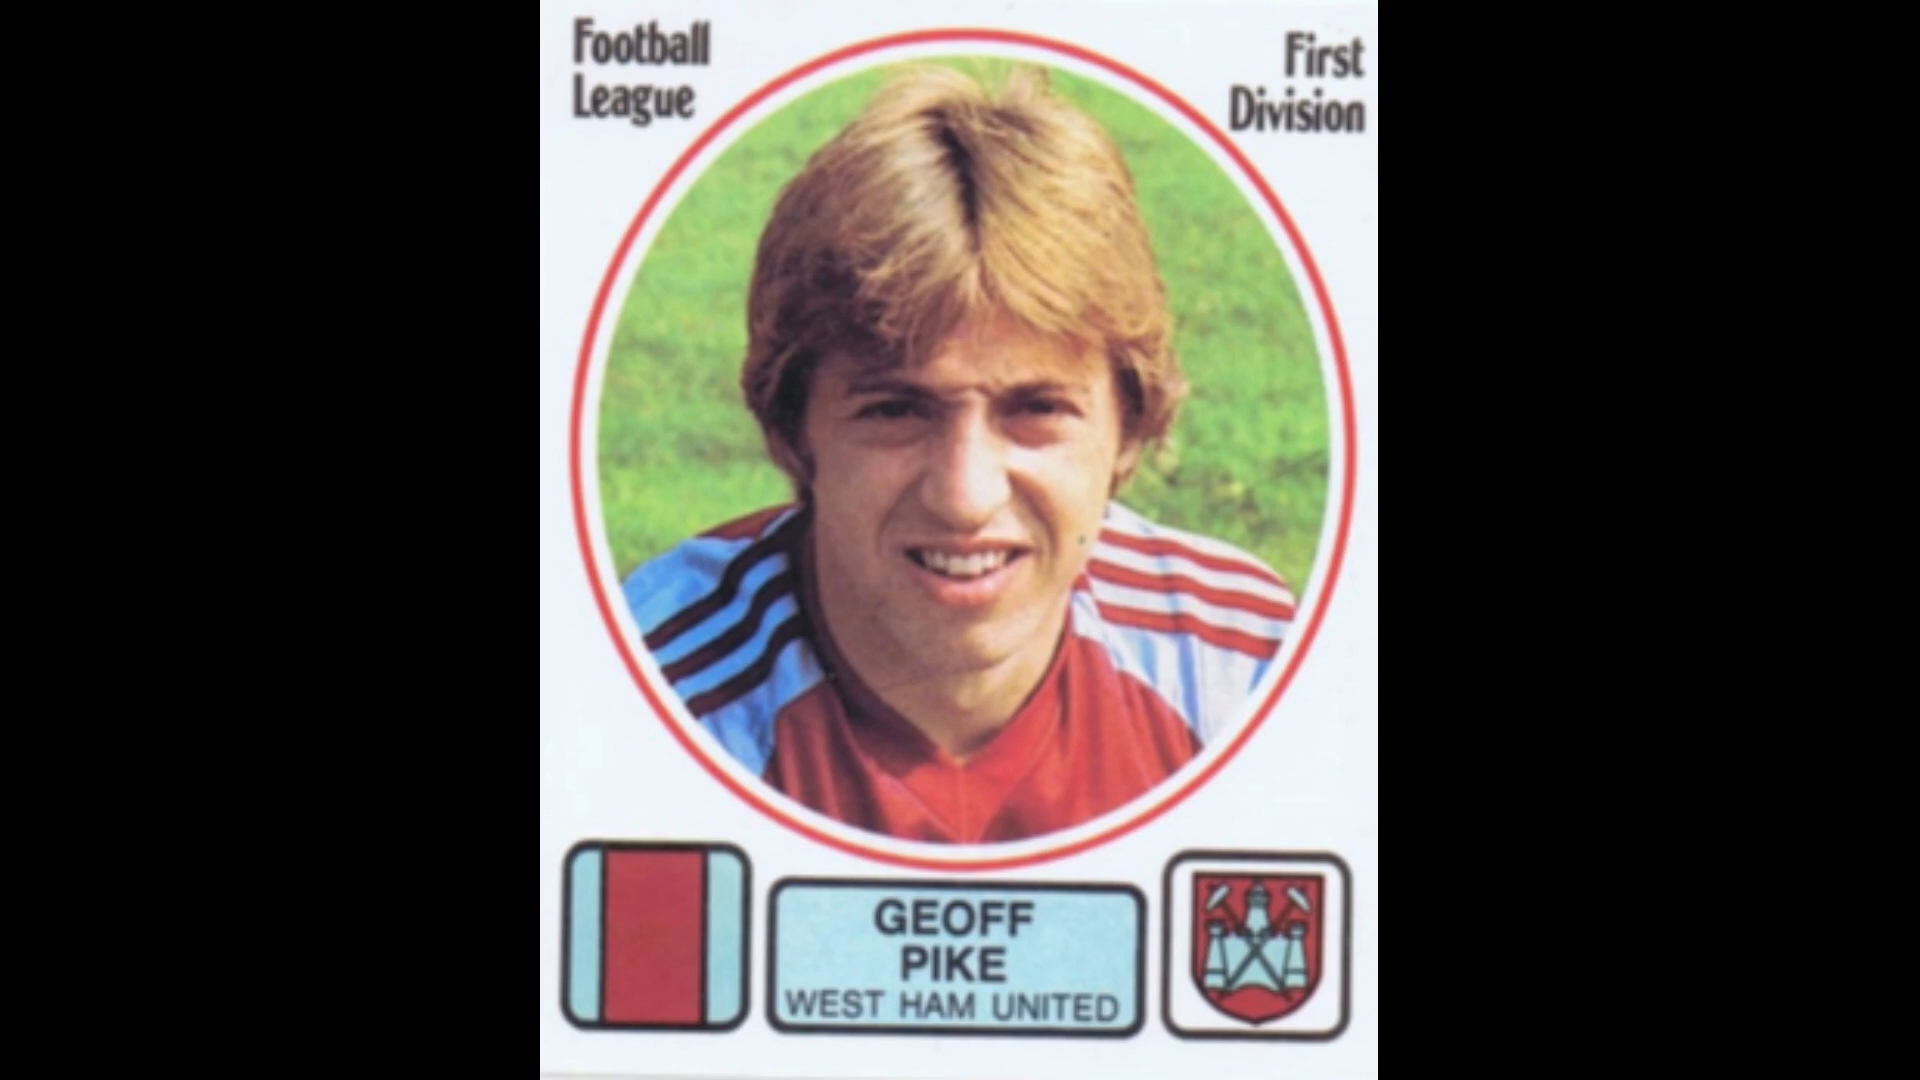 Football
League
First
Division
GEOFF
PIKE
WEST HAM UNITED